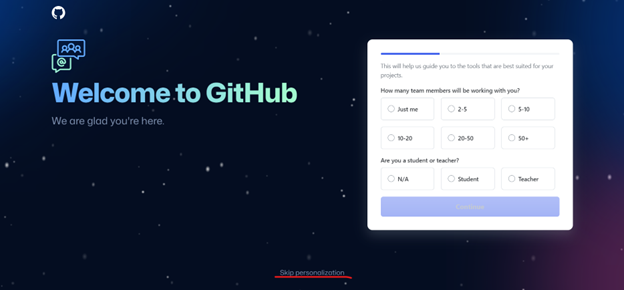 Welcome to GitHub
We are glad you're here.
This will help us guide you to the tools that are best suited for your
projects.
How many team members will be working with you?
Just me
2-5
5-10
10-20
20-50
50+
Are you a student or teacher?
N/A
Student
Teacher
Continue
Skip personalization